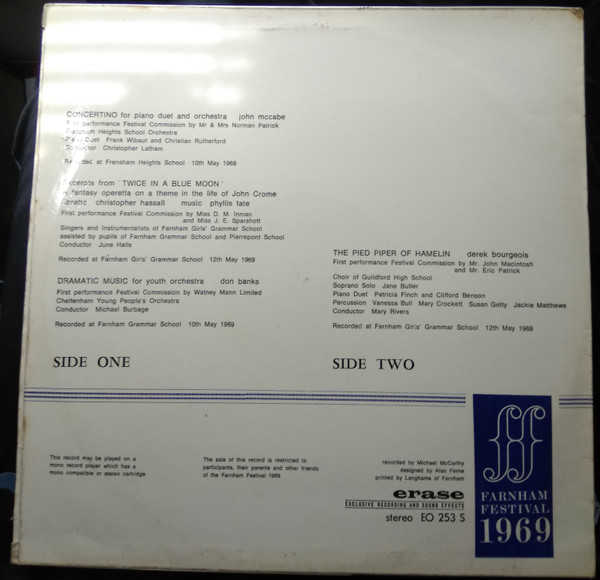 CONCERTINO for piano duet and orchestra john mccabe
First performance Festival Commission by Mr & Mrs Norman Patrick
Frensham Heights School Orchestra
Piano Duet Frank Wibaut and Christian Rutherford
Conductor Christopher Latham
Recorded at Frensham Heights School 10th May 1969
Excerpts from 'TWICE IN A BLUE MOON'
A fantasy operetta on a theme in the life of John Crome
libretto christopher hassall music phyllis tate
First performance Festival Commission by Miss D. M. Inman
and Miss J. E. Sparshott
Singers and Instrumentalists of Farnham Girls' Grammar School
assisted by pupils of Farnham Grammar School and Pierrepont School
Conductor June Halls
Recorded at Farnham Girls' Grammar School 12th May 1969
DRAMATIC MUSIC for youth orchestra don banks
First performance Festival Commission by Watney Mann Limited
Cheltenham Young People's Orchestra
Conductor Michael Burbage
Recorded at Farnham Grammar School 10th May 1969
SIDE ONE
THE PIED PIPER OF HAMELIN derek bourgeois
First performance Festival Commission by Mr. John Macintosh
and Mr. Eric Patrick
Choir of Guildford High School
Soprano Solo Jane Butler
Piano Duet Patricia Finch and Clifford Benson
Percussion Vanessa Bull Mary Crockett Susan Getty Jackie Matthews
Conductor Mary Rivers
Recorded at Farnham Girls' Grammar School 12th May 1969
SIDE TWO
This record may be played on a
mono record player which has a
mono compatible or stereo cartridge
The sale of this record is restricted to
participants, their parents and other friends
of the Farnham Festival 1969
recorded by Michael McCarthy
designed by Alan Ferne
printed by Langhams of Farnham
erase
EXCLUSIVE RECORDING AND SOUND EFFECTS
stereo EO 253 S
ff
FARNHAM
FESTIVAL
1969